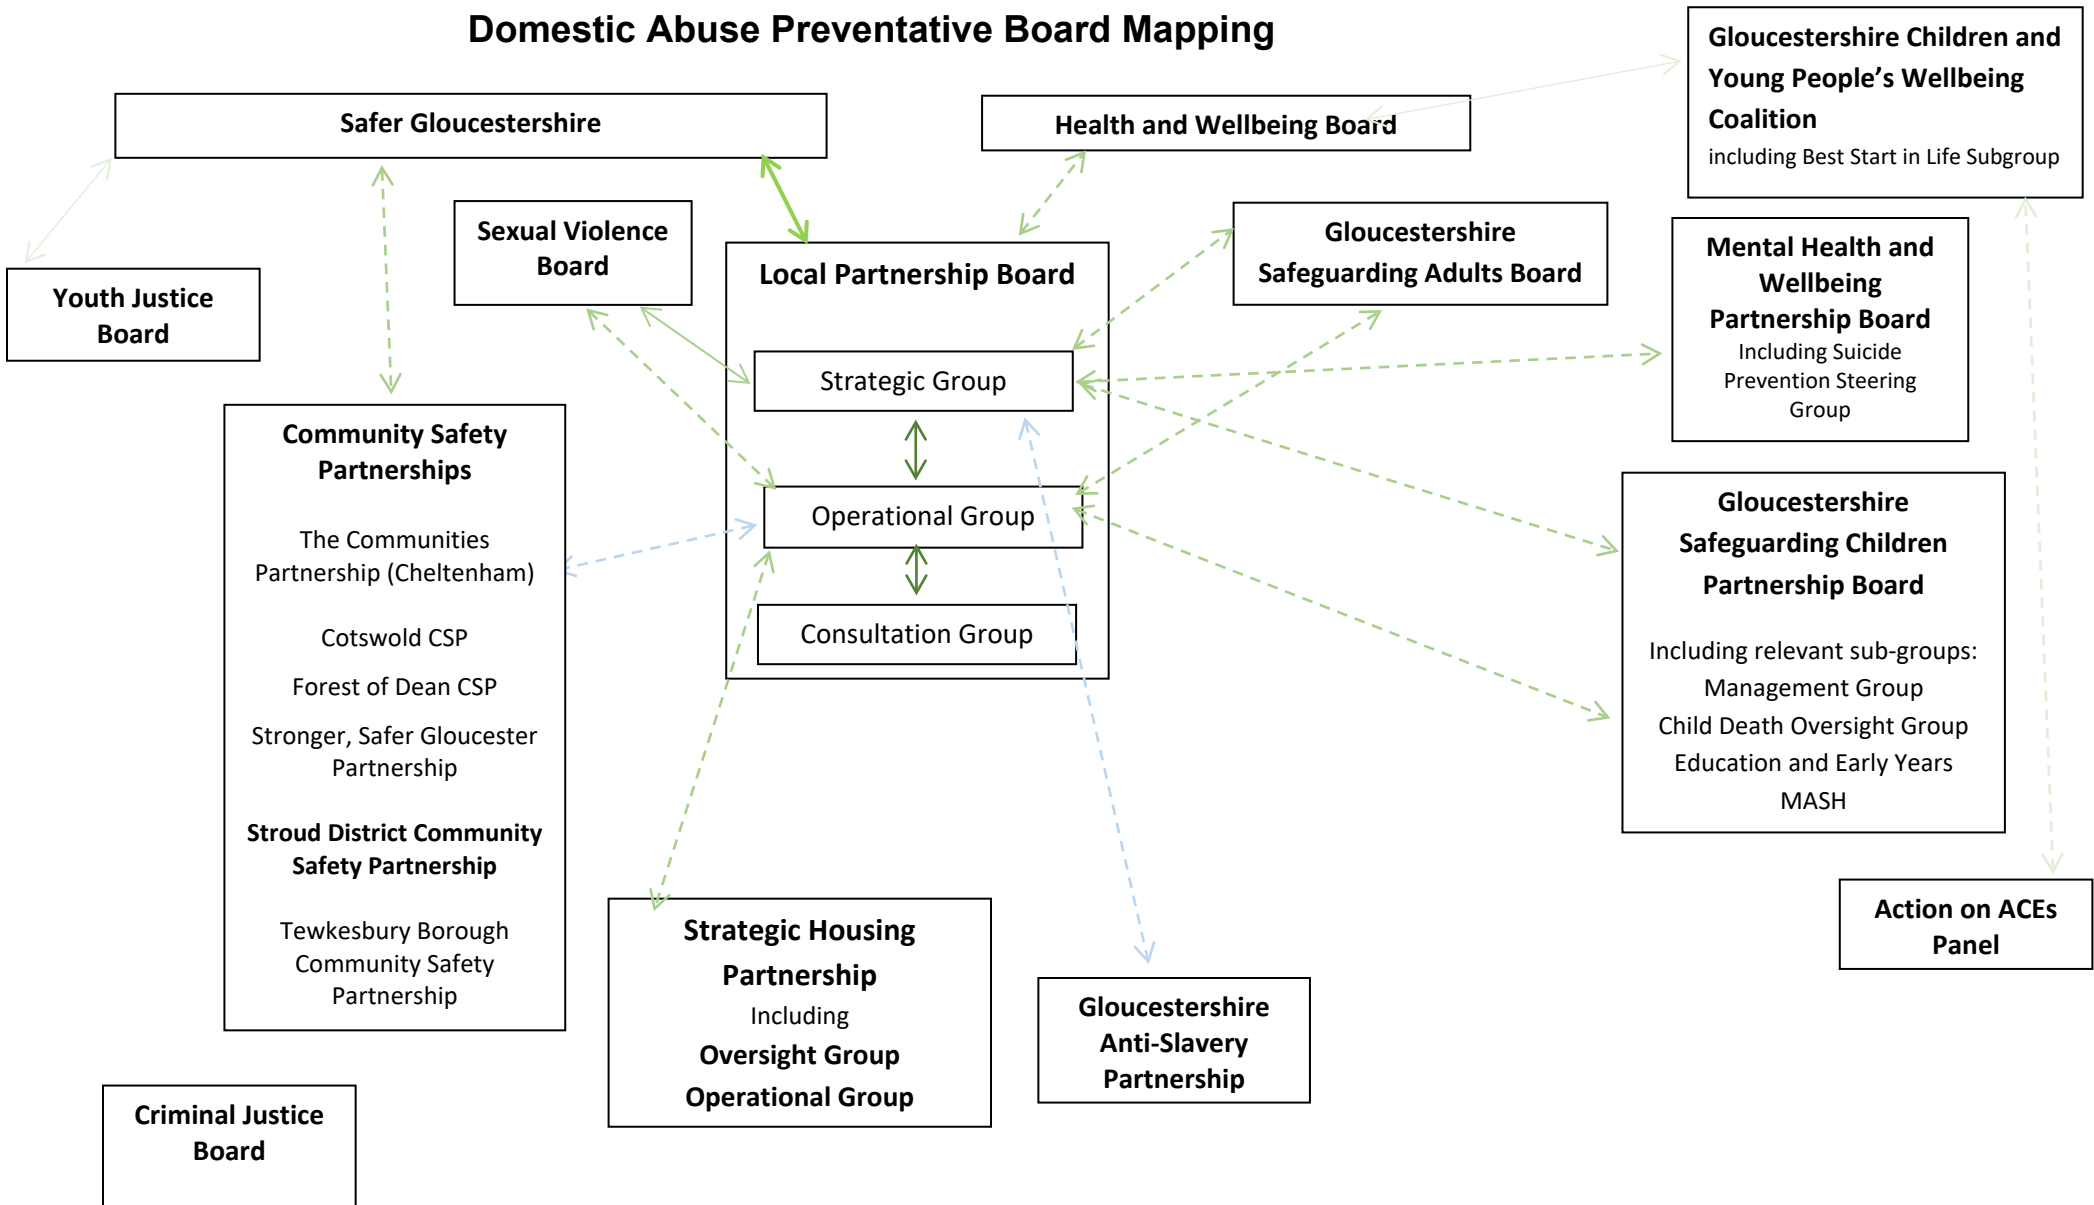 Domestic Abuse Preventative Board Mapping
Gloucestershire Children and
Young People’s Wellbeing
Coalition
including Best Start in Life Subgroup
Safer Gloucestershire
Health and Wellbeing Board
Sexual Violence
Board
Local Partnership Board
Strategic Group
Operational Group
Consultation Group
Gloucestershire
Safeguarding Adults Board
Mental Health and
Wellbeing
Partnership Board
Including Suicide
Prevention Steering
Group
Youth Justice
Board
Community Safety
Partnerships
The Communities
Partnership (Cheltenham)
Cotswold CSP
Forest of Dean CSP
Stronger, Safer Gloucester
Partnership
Stroud District Community
Safety Partnership
Tewkesbury Borough
Community Safety
Partnership
Gloucestershire
Safeguarding Children
Partnership Board
Including relevant sub-groups:
Management Group
Child Death Oversight Group
Education and Early Years
MASH
Action on ACEs
Panel
Strategic Housing
Partnership
Including
Oversight Group
Operational Group
Gloucestershire
Anti-Slavery
Partnership
Criminal Justice
Board